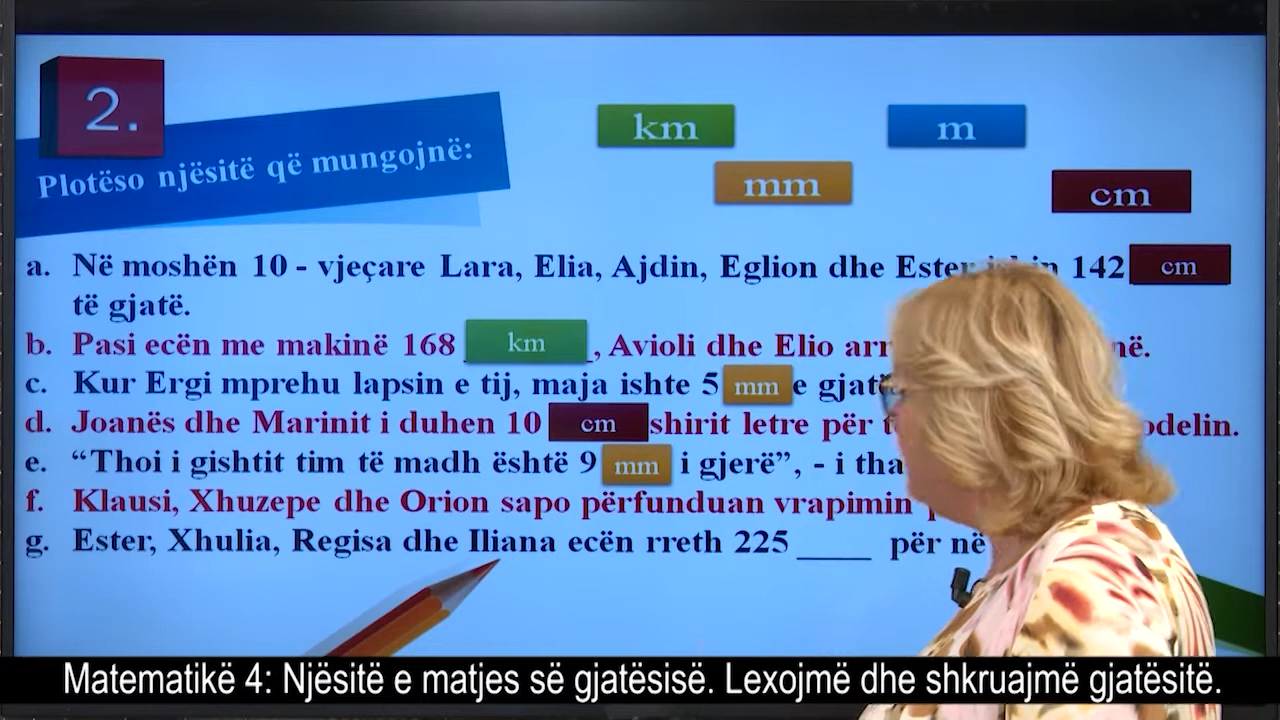 2.
Plotëso njësitë që mungojnë:
km
m
mm
cm
a. Në moshën 10 - vjeçare Lara, Elia, Ajdin, Eglion dhe Ester 142 cm
të gjatë.
b. Pasi ecën me makinë 168 km, Avioli dhe Elio
c. Kur Ergi mprehu lapsin e tij, maja ishte 5 mm e
d. Joanës dhe Marinit i duhen 10 cm shirit letre për
e. “Thoi i gishtit tim të madh është 9 mm i gjerë”, - i
f. Klausi, Xhuzepe dhe Orion sapo përfunduan vrapimin
g. Ester, Xhulia, Regisa dhe Iliana ecën rreth 225 ____ për në
Matematikë 4: Njësitë e matjes së gjatësisë. Lexojmë dhe shkruajmë gjatësitë.